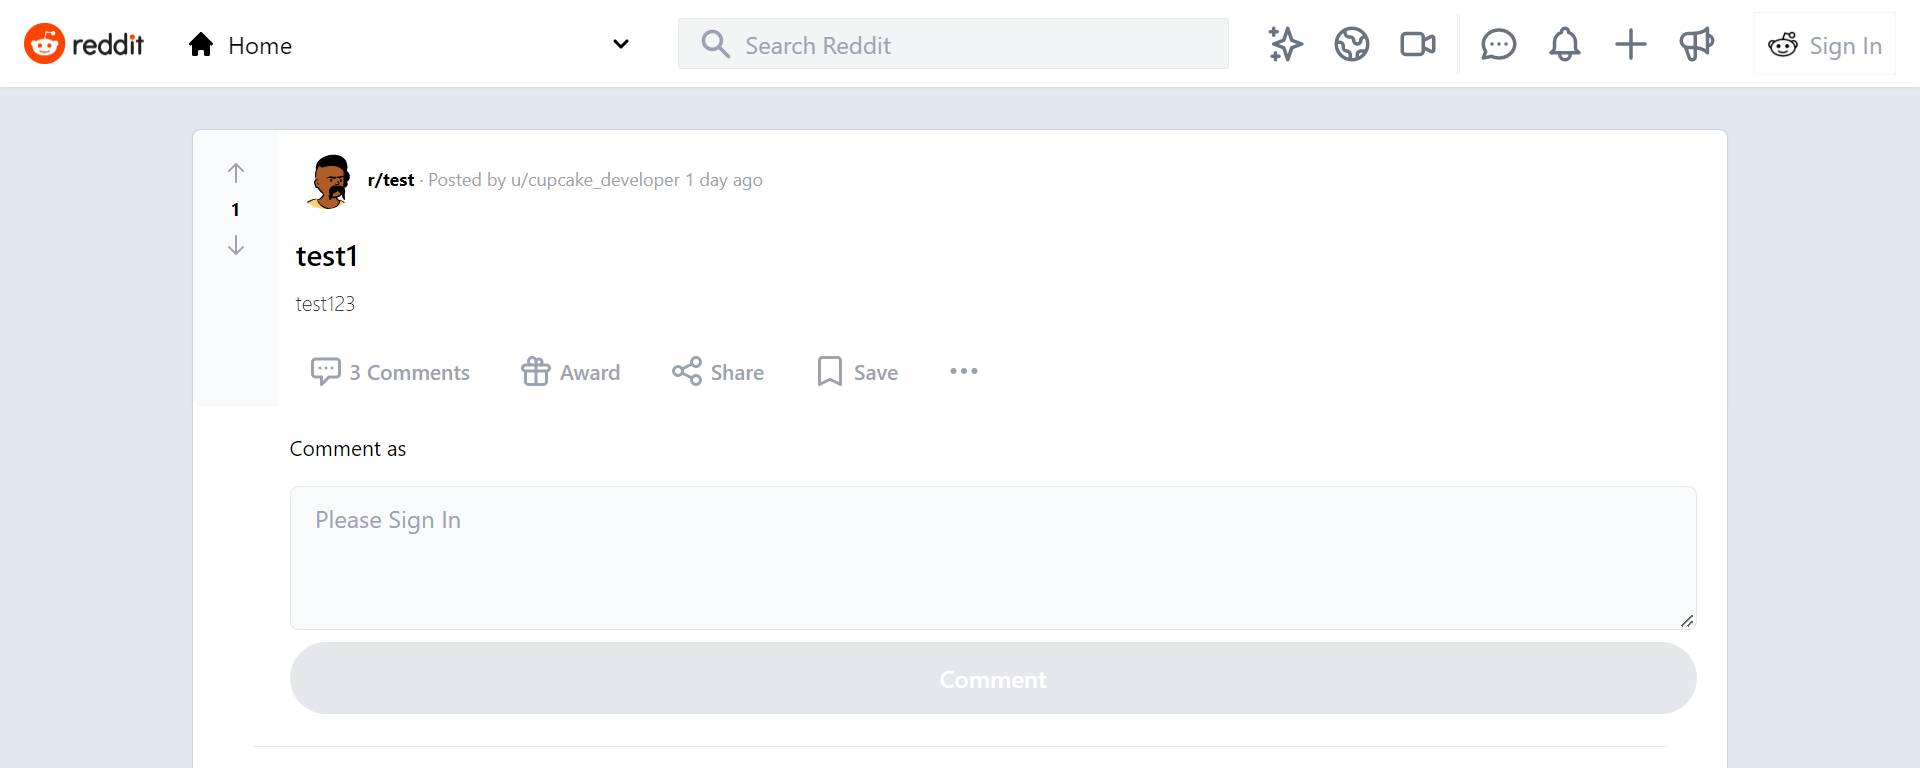 reddit Home Search Reddit Sign In
1
r/test · Posted by u/cupcake_developer 1 day ago
test1
test123
3 Comments Award Share Save
Comment as
Please Sign In
Comment